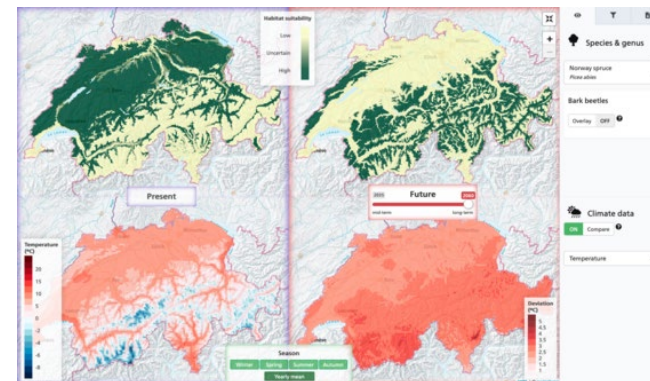 Habitat suitability
Low
Uncertain
High
Present
Future
mid-term
long-term
Species & genus
Norway spruce
Picea abies
Bark beetles
Overlay OFF
Climate data
ON Compare
Temperature
Temperature
(°C)
20
15
10
5
0
-2
-4
-6
-8
Deviation
(°C)
5
4.5
4
3.5
3
2.5
2
1.5
1
Season
Winter Spring Summer Autumn
Yearly mean